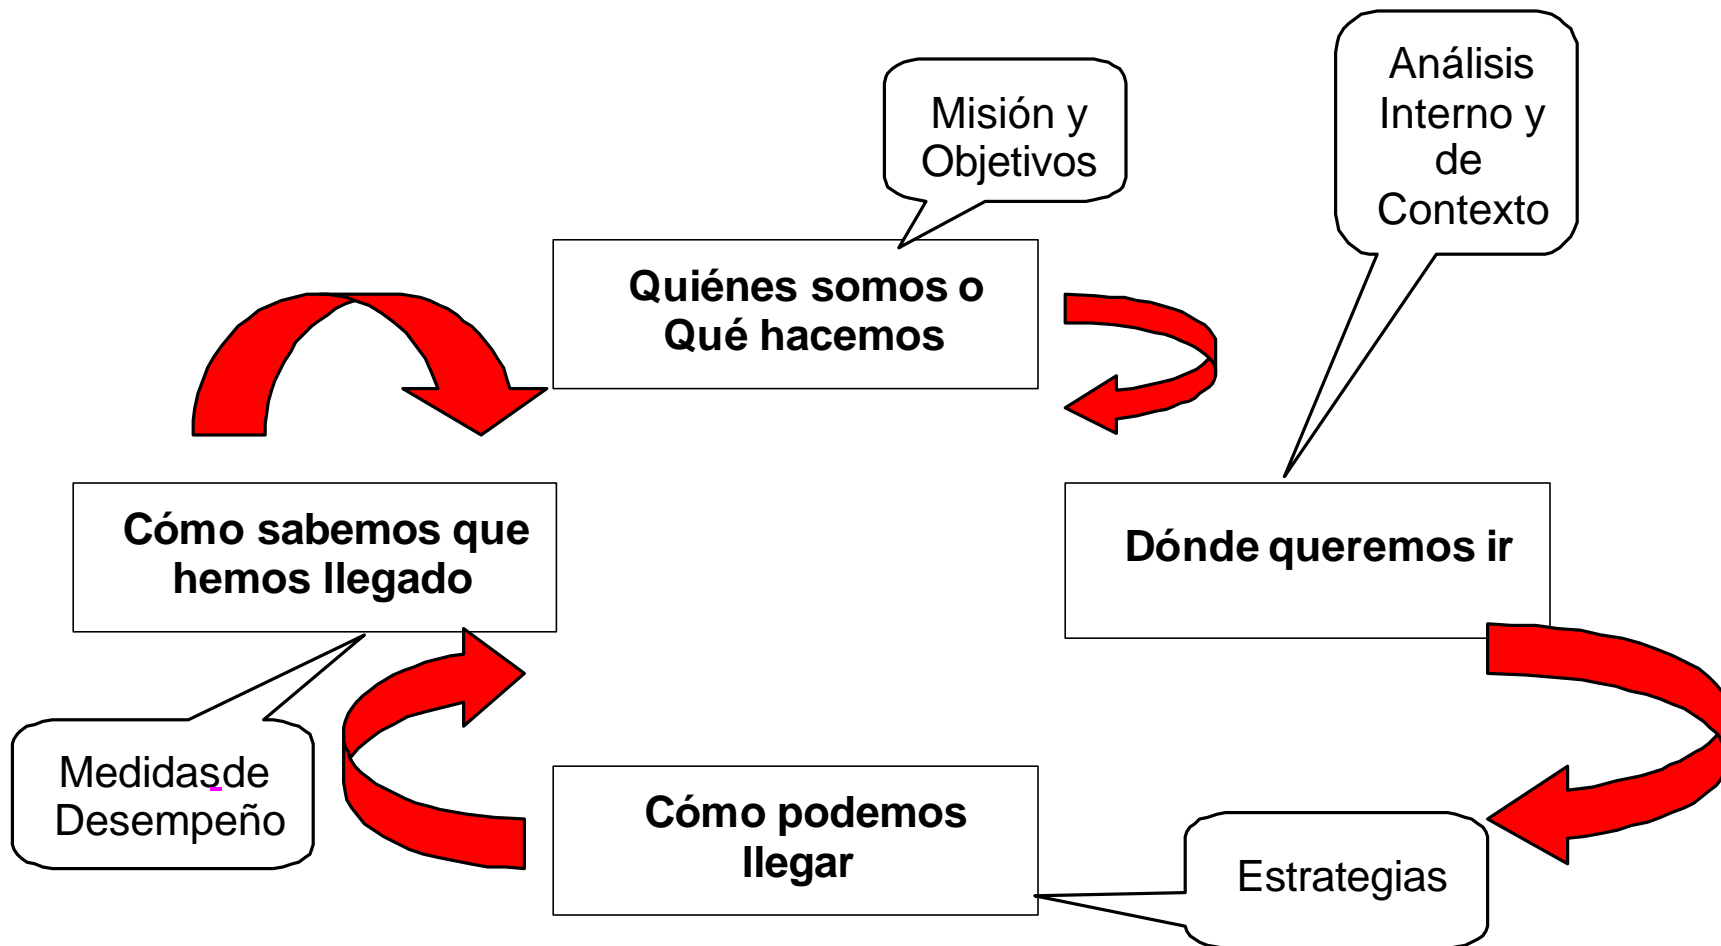 Análisis
Interno y
de
Contexto
Misión y
Objetivos
Quiénes somos o
Qué hacemos
Cómo sabemos que
hemos llegado
Dónde queremos ir
Medidasde
Desempeño
Cómo podemos
llegar
Estrategias